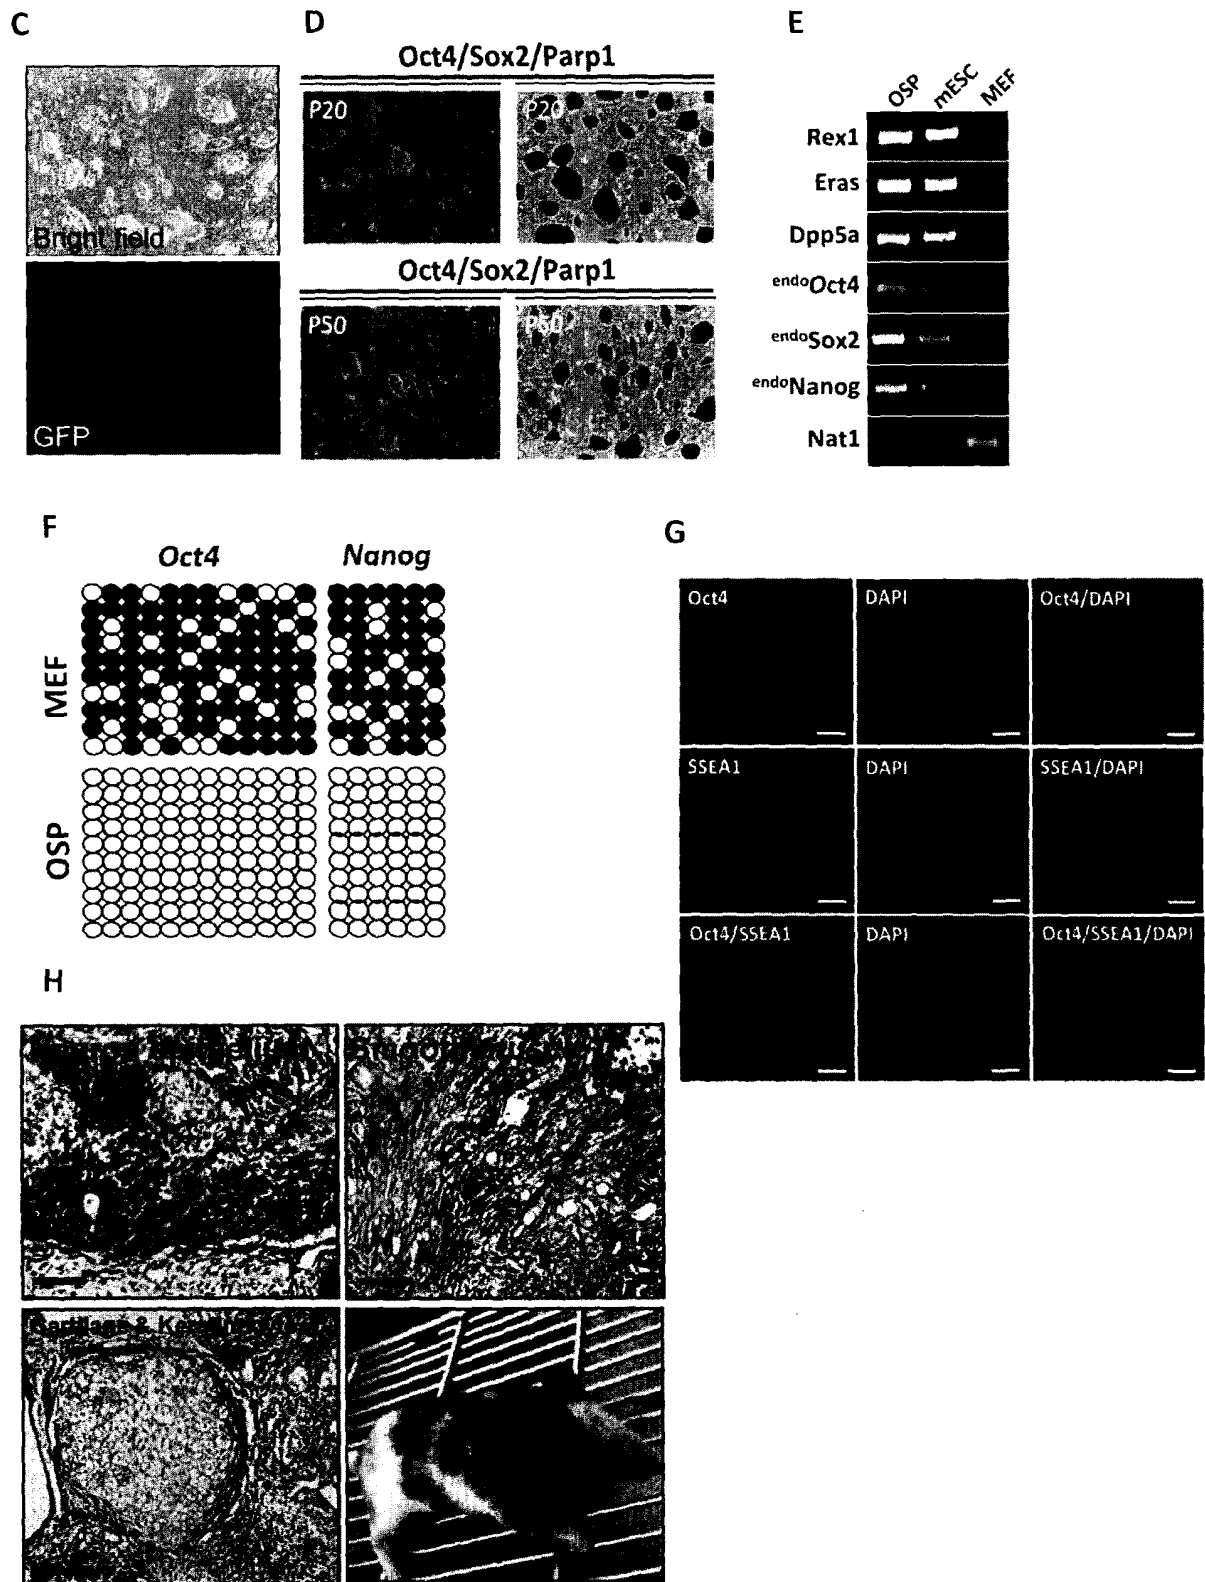 C
D
E
Oct4/Sox2/Parp1
P20
P20
Bright field
GFP
Oct4/Sox2/Parp1
P50
OSP mESC MEF
Rex1
Eras
Dpp5a
endoOct4
endoSox2
endoNanog
Nat1
F
Oct4 Nanog
MEF
OSP
G
Oct4 DAPI Oct4/DAPI
SSEA1 DAPI SSEA1/DAPI
Oct4/SSEA1 DAPI Oct4/SSEA1/DAPI
H
Cartilage &